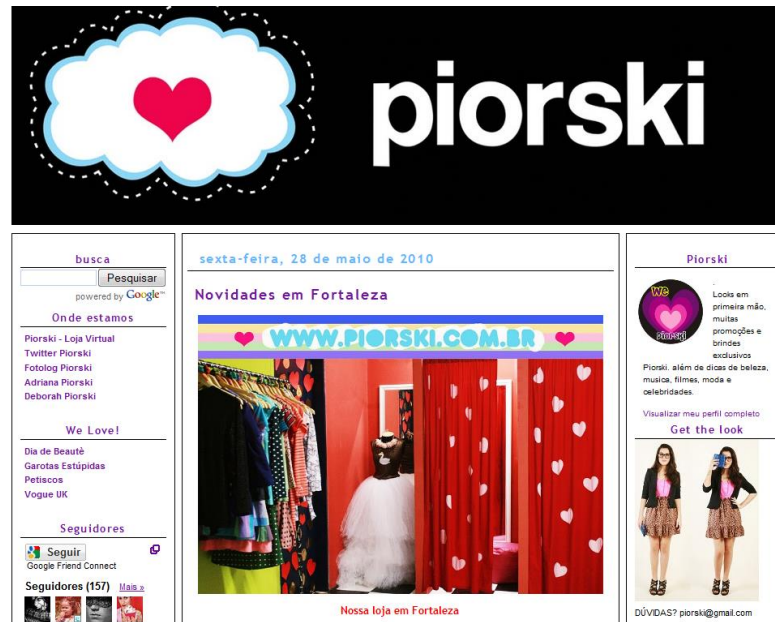 piorski
busca
Pesquisar
powered by Google™
Onde estamos
Piorski - Loja Virtual
Twitter Piorski
Fotolog Piorski
Adriana Piorski
Deborah Piorski
We Love!
Dia de Beautè
Garotas Estúpidas
Petiscos
Vogue UK
Seguidores
Seguir
Google Friend Connect
Seguidores (157) Mais »
sexta-feira, 28 de maio de 2010
Novidades em Fortaleza
WWW.PIORSKI.COM.BR
Nossa loja em Fortaleza
Piorski
We
piorski
.
Looks em
primeira mão,
muitas
promoções e
brindes
exclusivos
Piorski. além de dicas de beleza,
musica, filmes, moda e
celebridades.
Visualizar meu perfil completo
Get the look
DÚVIDAS? piorski@gmail.com